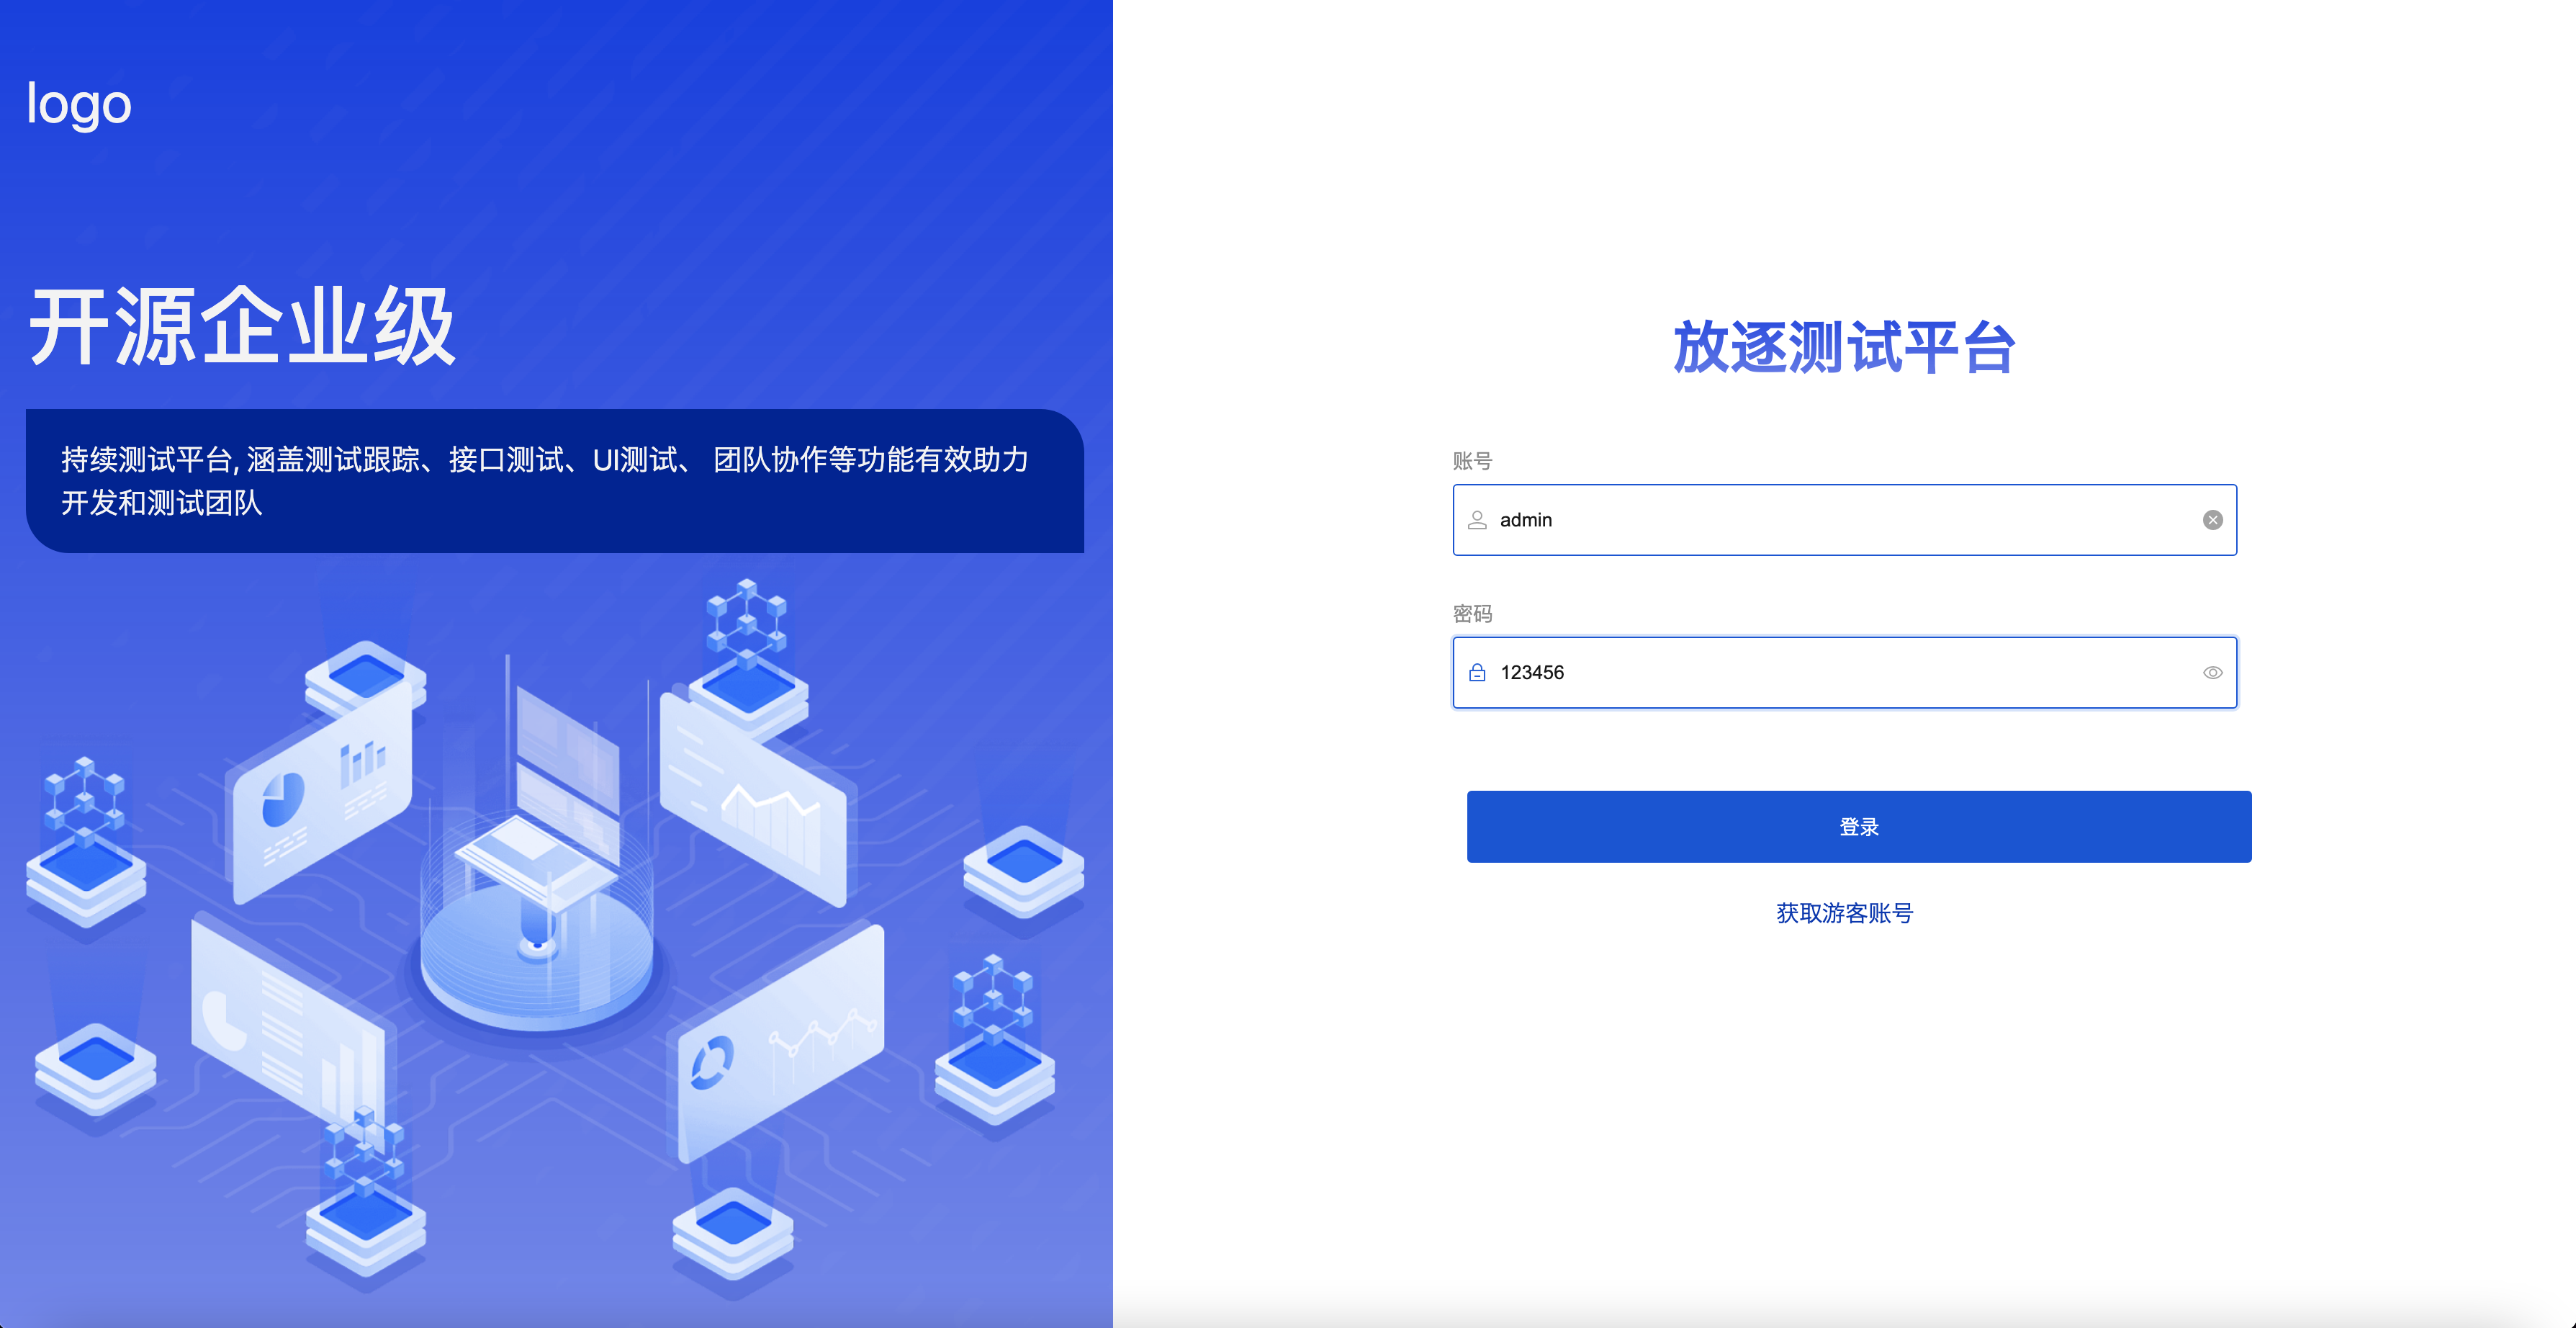 logo
开源企业级
持续测试平台, 涵盖测试跟踪、接口测试、UI测试、 团队协作等功能有效助力
开发和测试团队
放逐测试平台
账号
admin
密码
123456
登录
获取游客账号